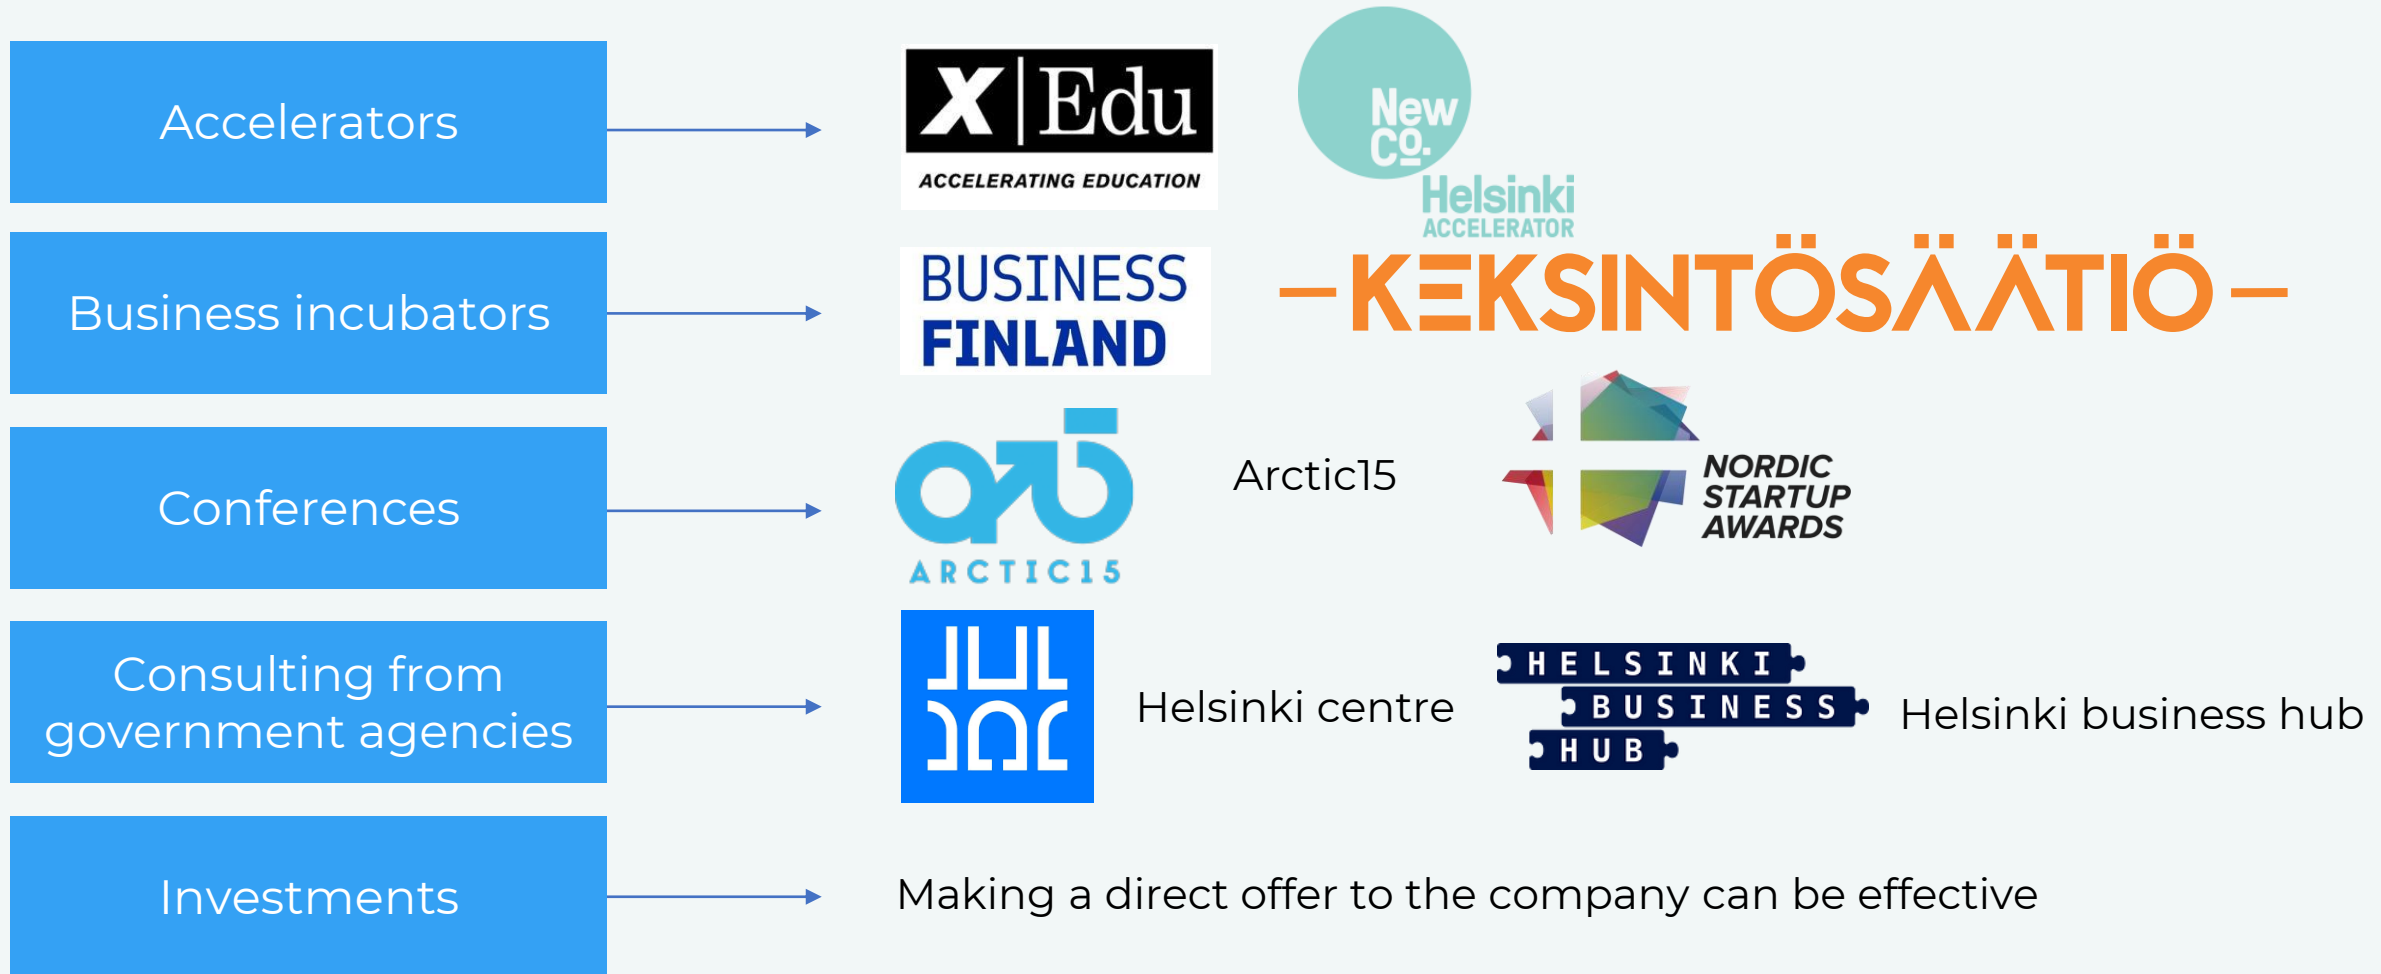 Accelerators
X|Edu
ACCELERATING EDUCATION
New
Co.
Helsinki
ACCELERATOR
Business incubators
BUSINESS
FINLAND
–KEKSINTÖSÄÄTIÖ–
Conferences
ARCTIC15
Arctic15
NORDIC
STARTUP
AWARDS
Consulting from
government agencies
Helsinki centre
HELSINKI
BUSINESS
HUB
Helsinki business hub
Investments
Making a direct offer to the company can be effective